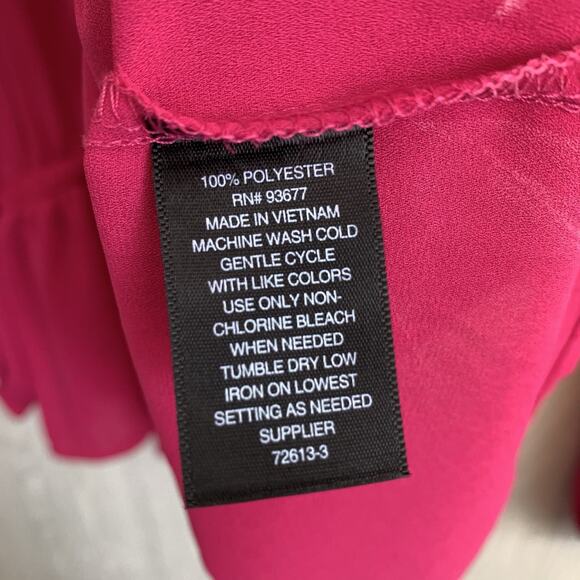 100% POLYESTER
RN# 93677
MADE IN VIETNAM
MACHINE WASH COLD
GENTLE CYCLE
WITH LIKE COLORS
USE ONLY NON-
CHLORINE BLEACH
WHEN NEEDED
TUMBLE DRY LOW
IRON ON LOWEST
SETTING AS NEEDED
SUPPLIER
72613-3